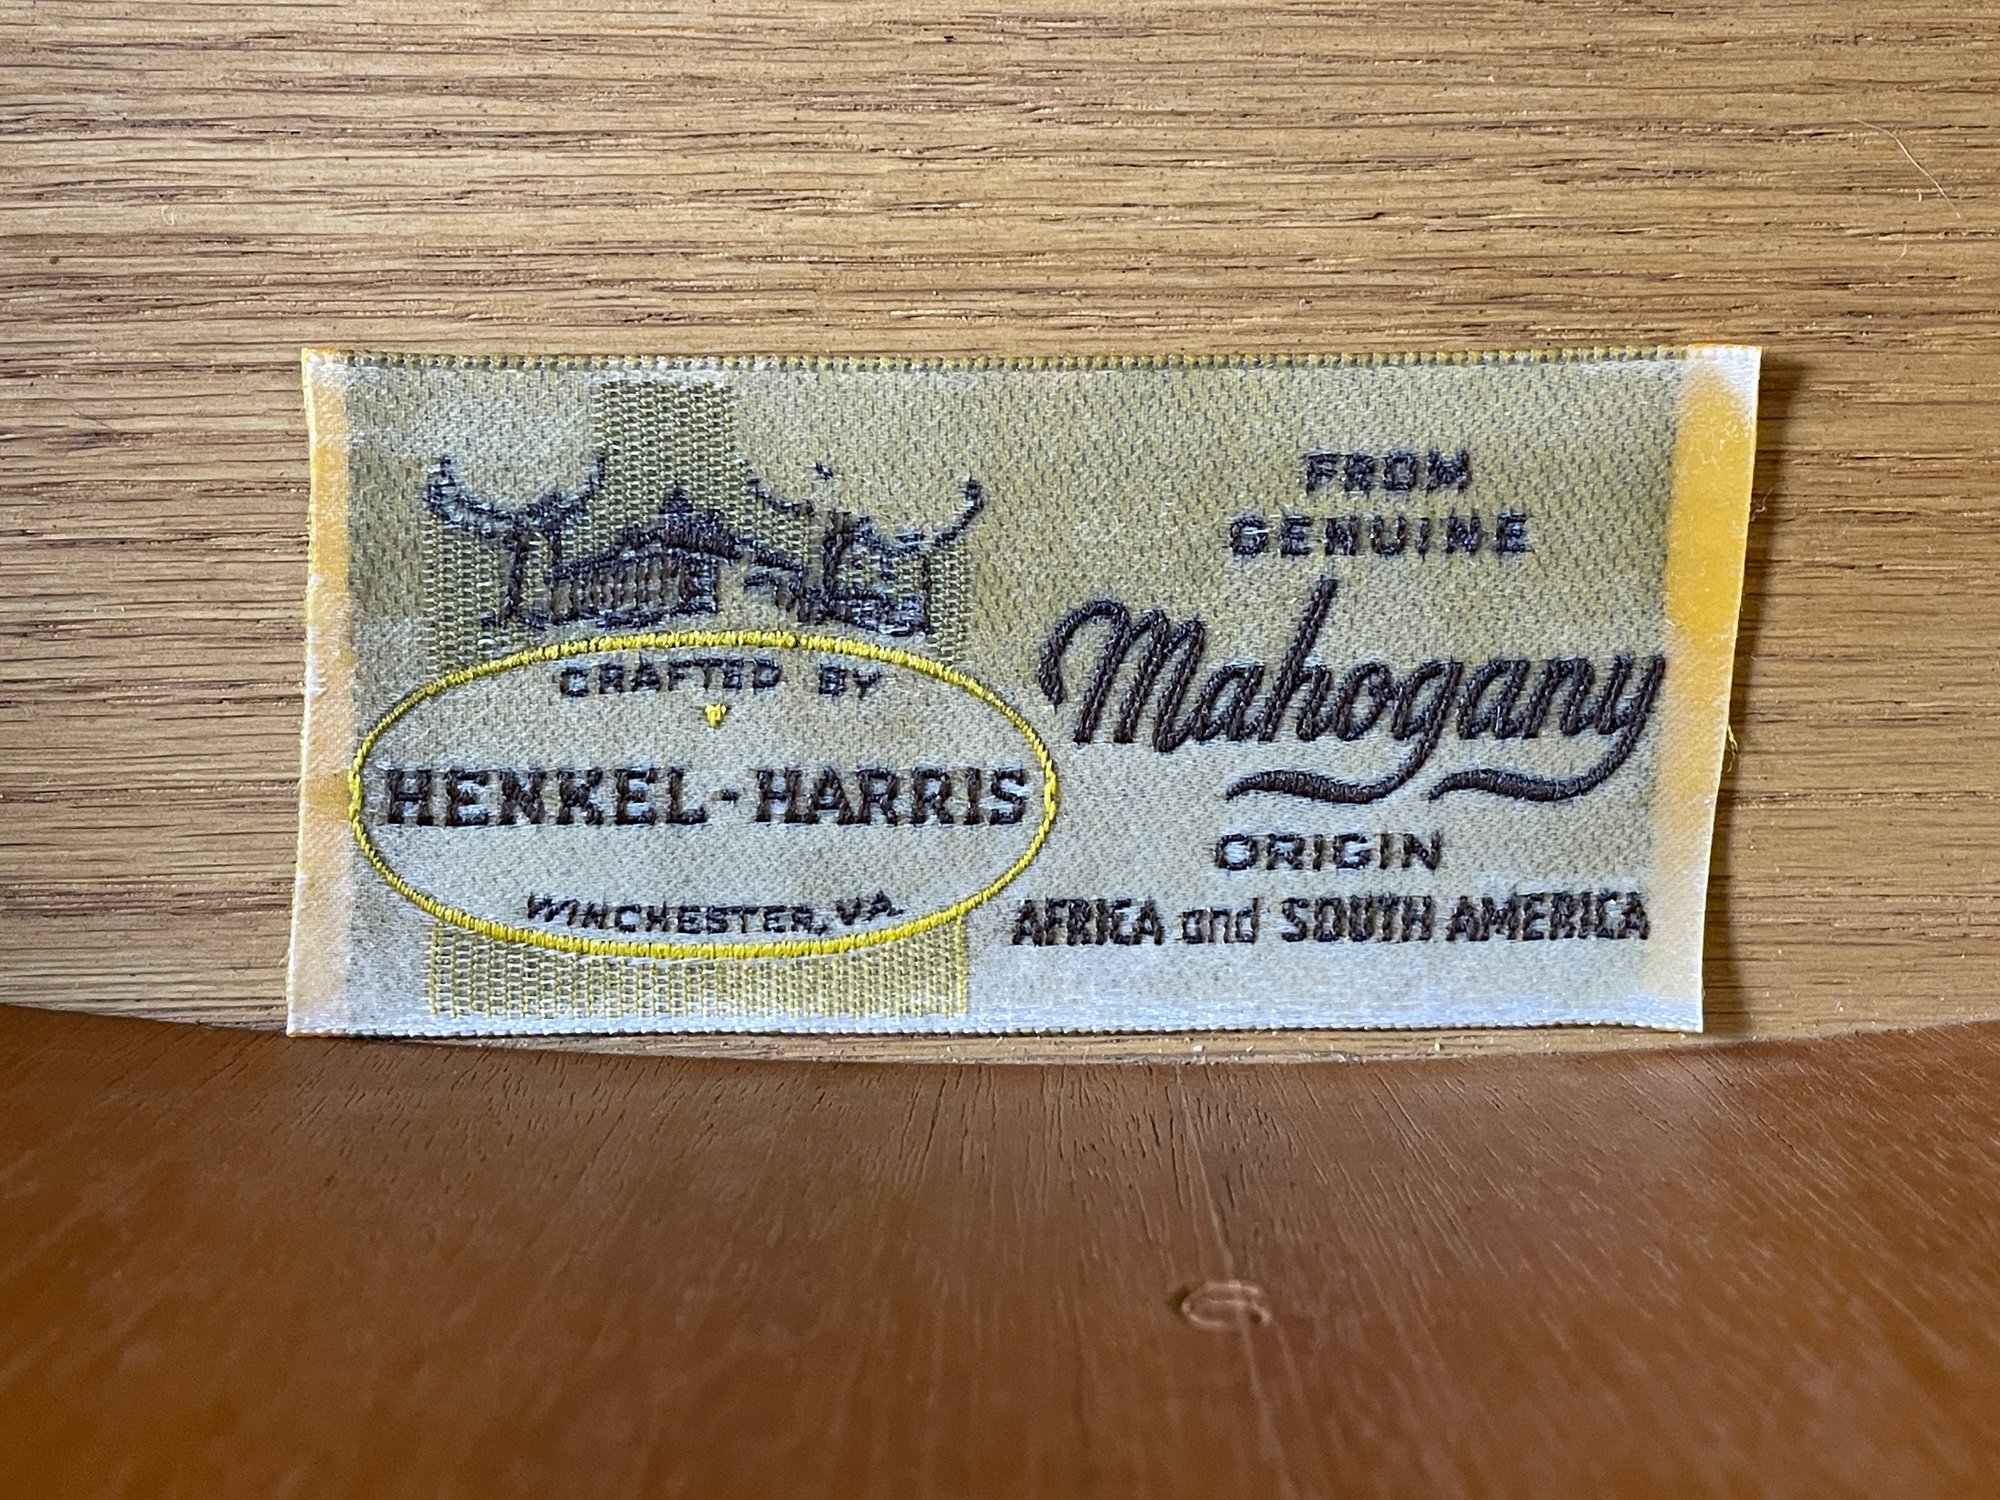 CRAFTED BY
HENKEL-HARRIS
WINCHESTER, VA.
FROM
GENUINE
Mahogany
ORIGIN
AFRICA and SOUTH AMERICA